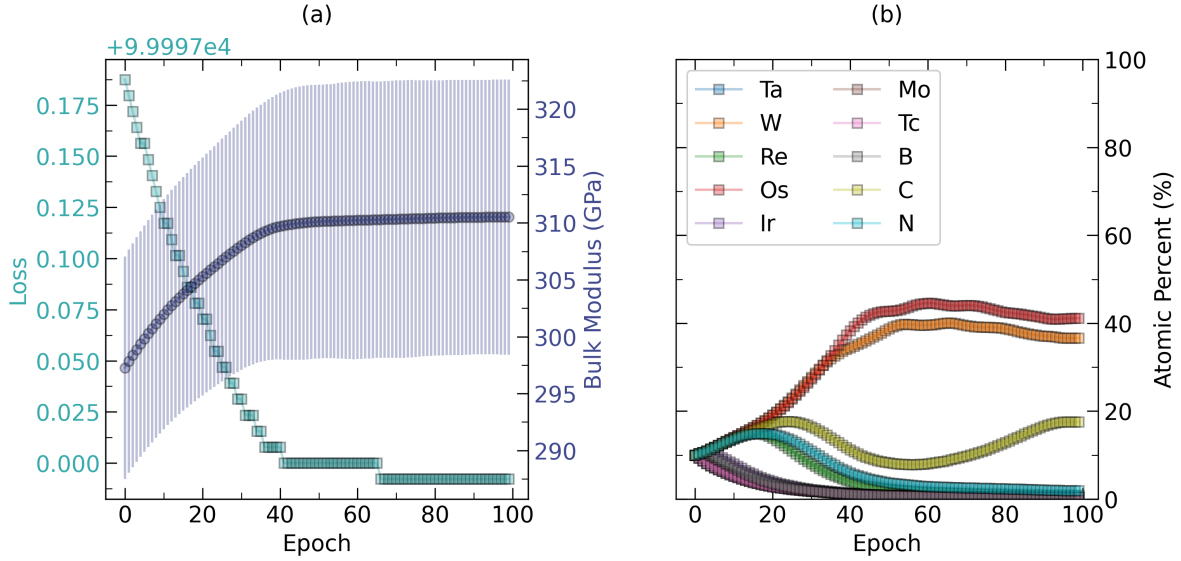 (a)
+9.9997e4
Loss
0.175
0.150
0.125
0.100
0.075
0.050
0.025
0.000
320
315
310
305
300
295
290
Bulk Modulus (GPa)
0 20 40 60 80 100
Epoch
(b)
Ta Mo
W Tc
Re B
Os C
Ir N
100
80
60
40
20
0
Atomic Percent (%)
0 20 40 60 80 100
Epoch